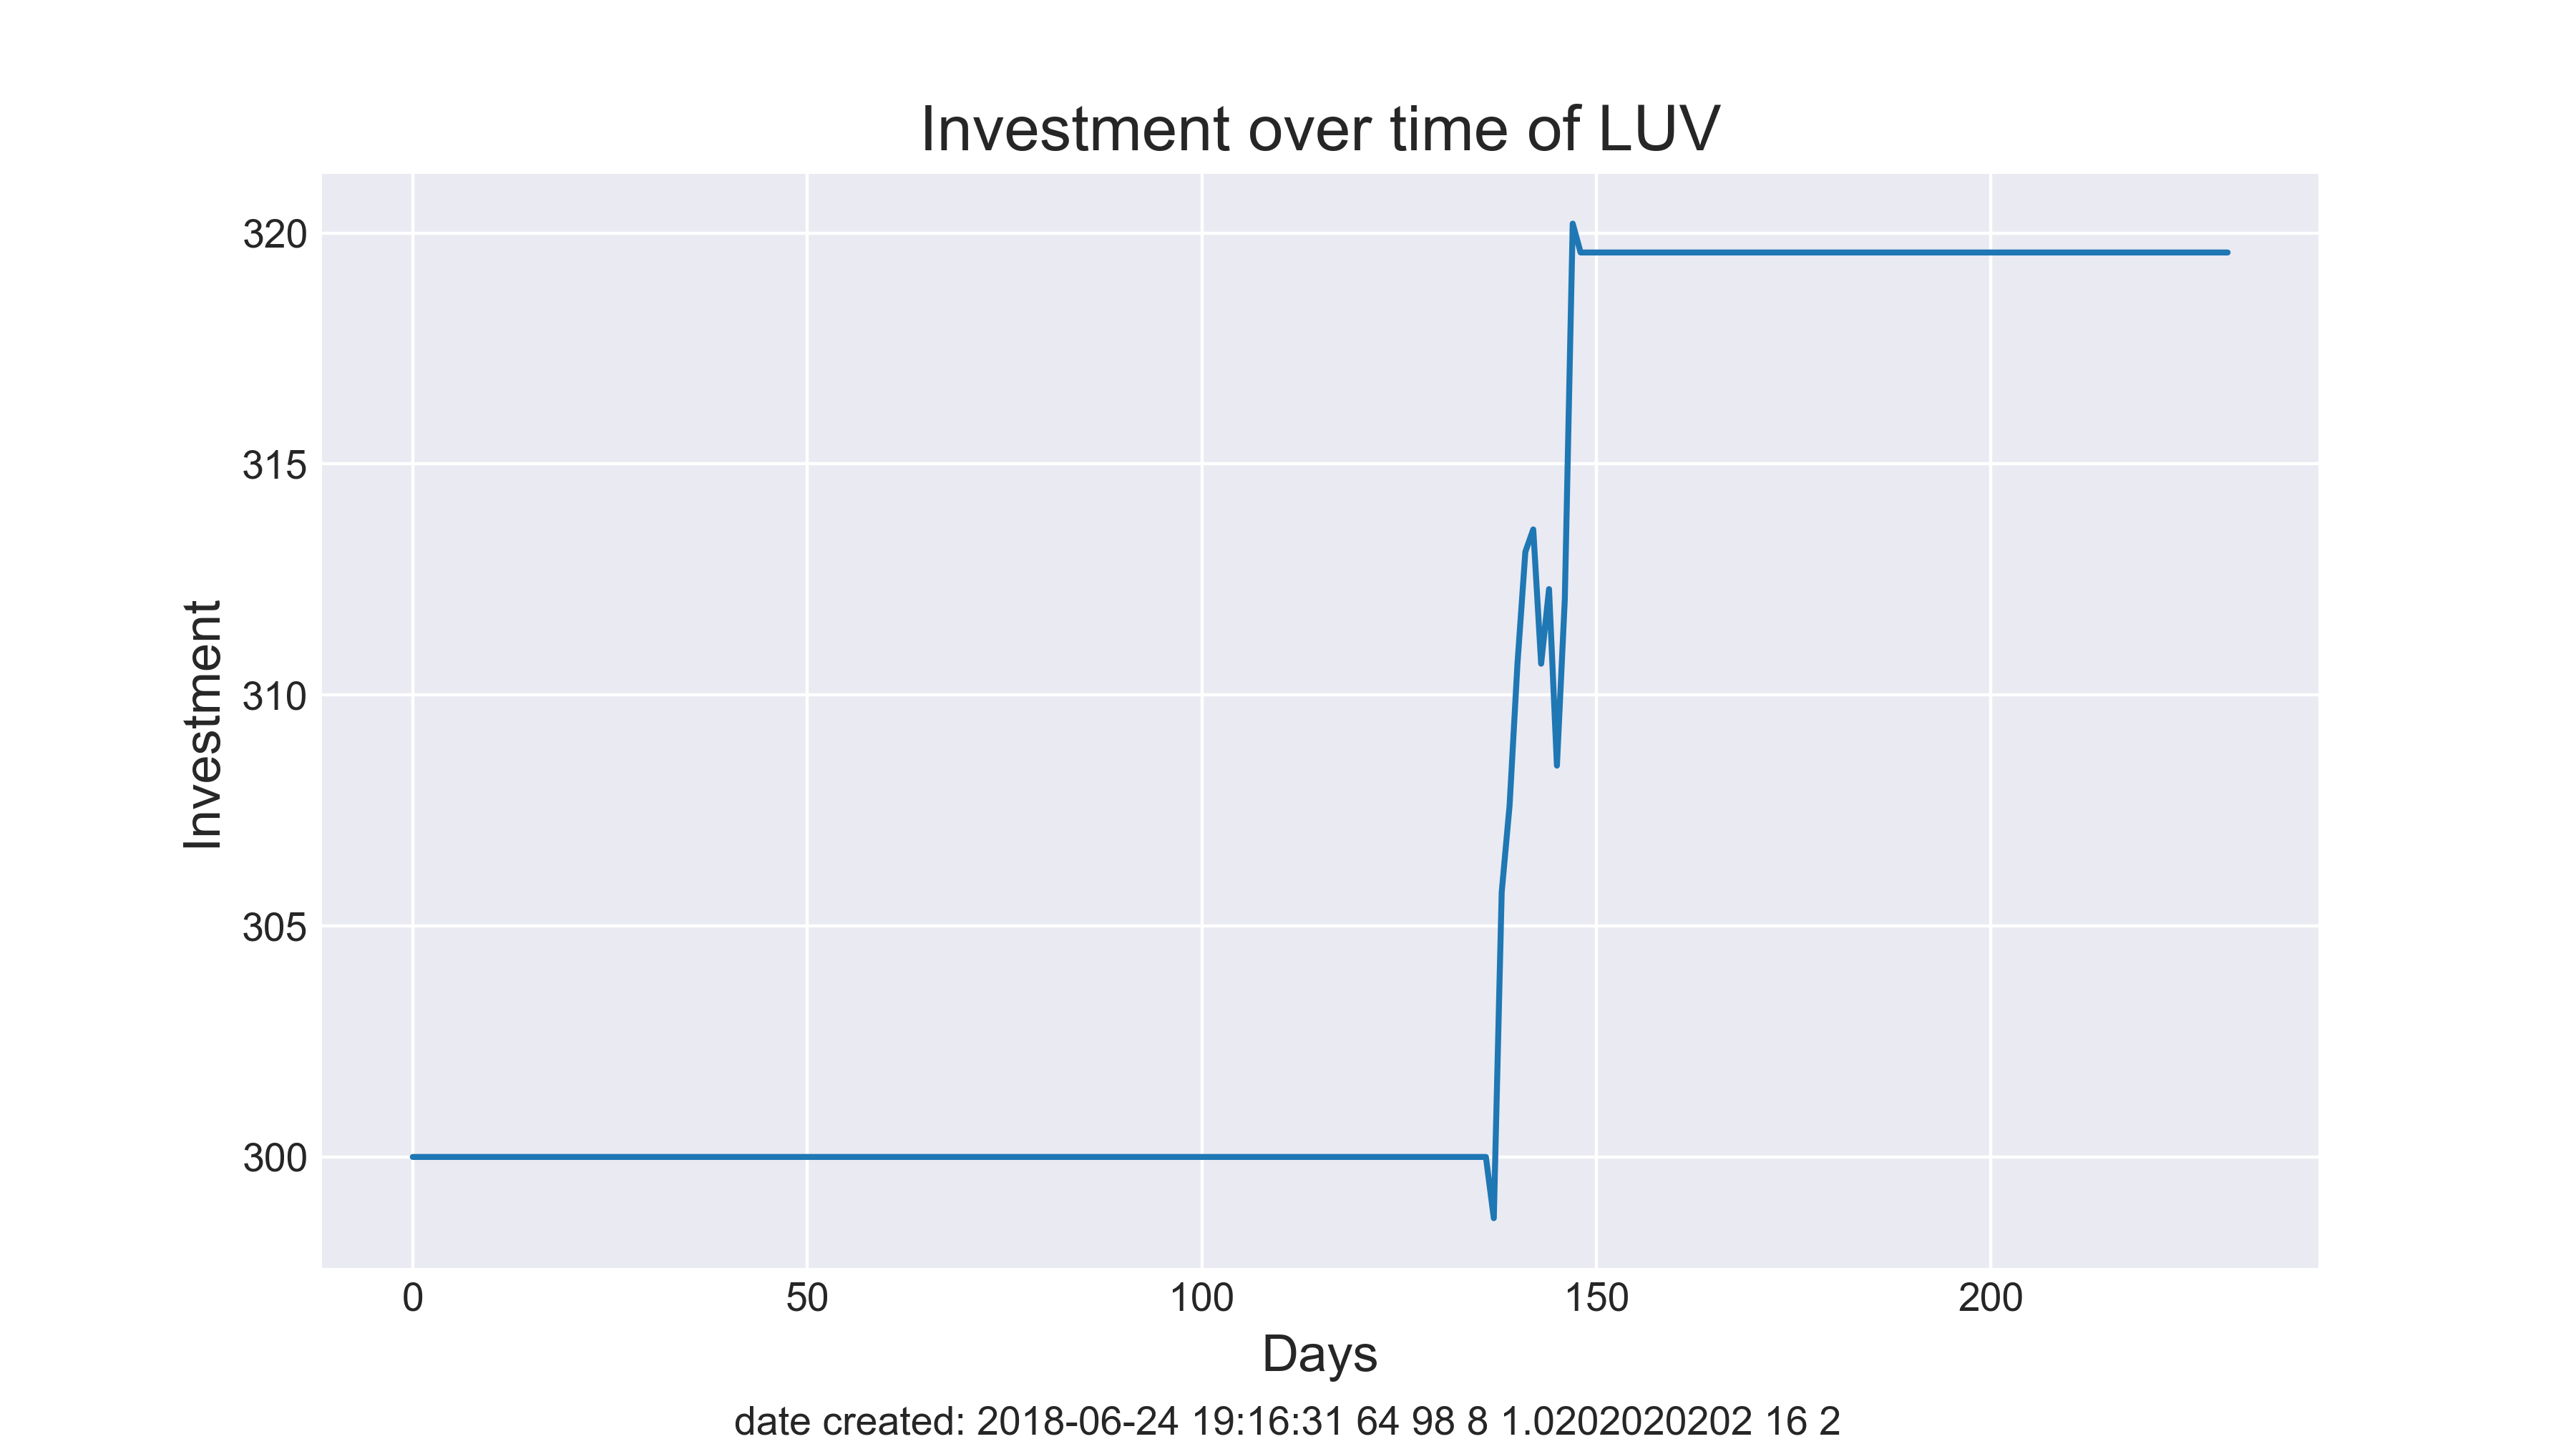 Investment over time of LUV
320
315
310
305
300
Investment
0 50 100 150 200
Days
date created: 2018-06-24 19:16:31 64 98 8 1.0202020202 16 2